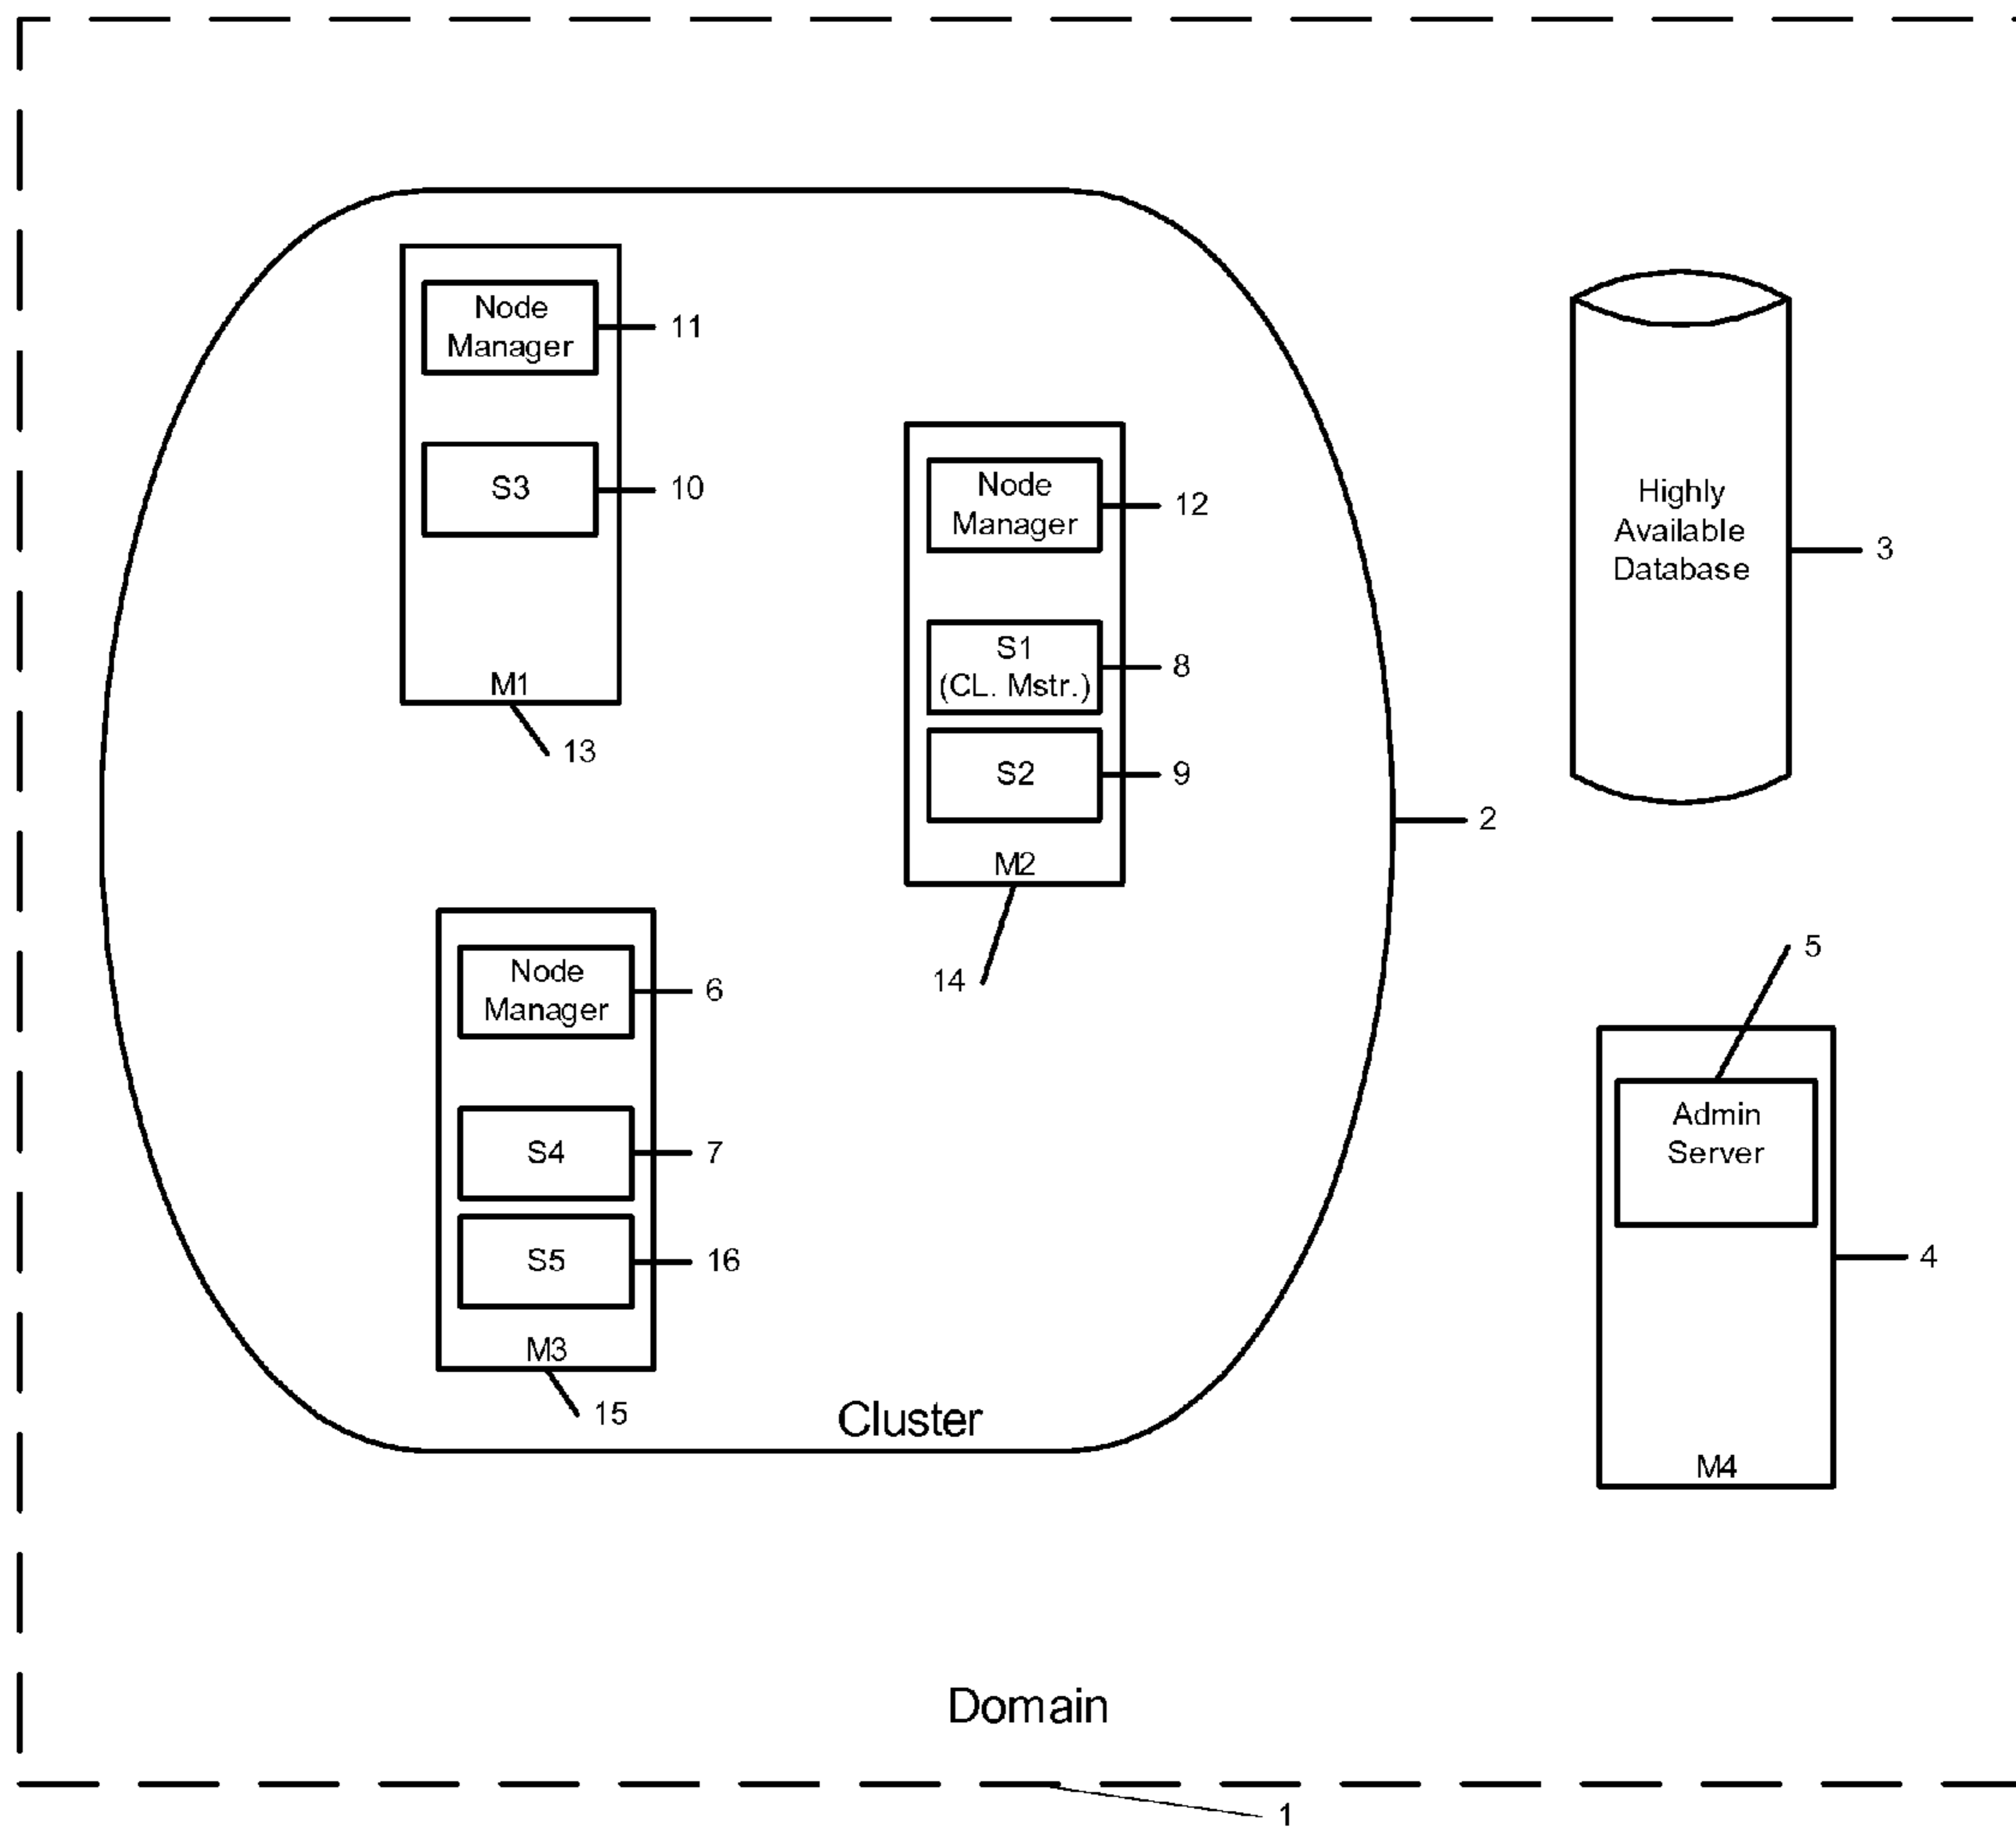 Node
Manager
11
S3
10
M1
13
Node
Manager
12
S1
(CL. Mstr.)
8
S2
9
M2
14
Highly
Available
Database
3
2
Node
Manager
6
S4
7
S5
16
M3
15
Cluster
5
Admin
Server
4
M4
Domain
1